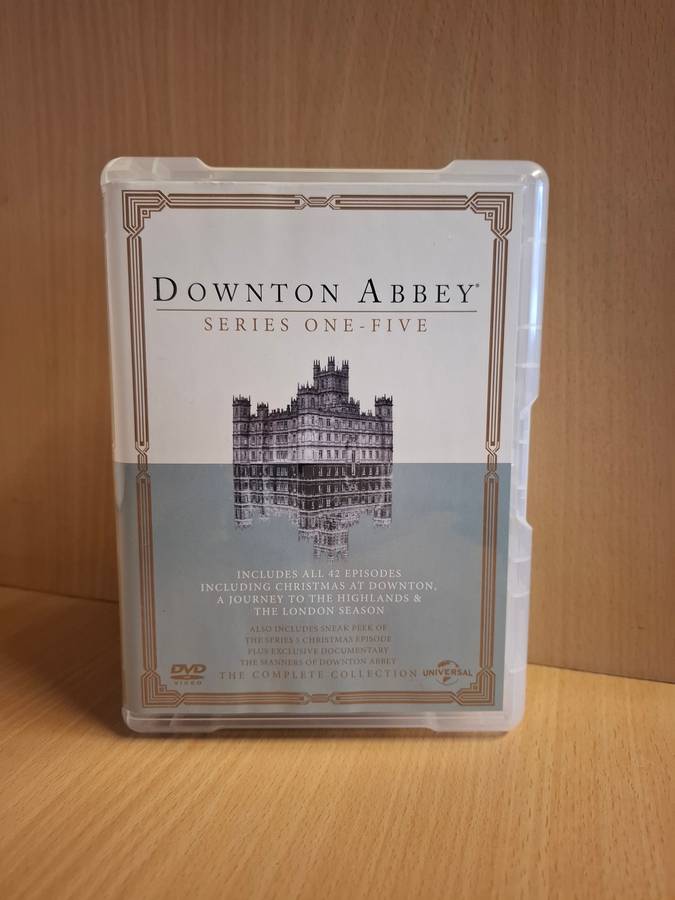 DOWNTON ABBEY®
SERIES ONE-FIVE
INCLUDES ALL 42 EPISODES
INCLUDING CHRISTMAS AT DOWNTON,
A JOURNEY TO THE HIGHLANDS &
THE LONDON SEASON
ALSO INCLUDES SNEAK PEEK OF
THE SERIES 5 CHRISTMAS EPISODE
PLUS EXCLUSIVE DOCUMENTARY
THE MANNERS OF DOWNTON ABBEY
THE COMPLETE COLLECTION
DVD
VIDEO
UNIVERSAL